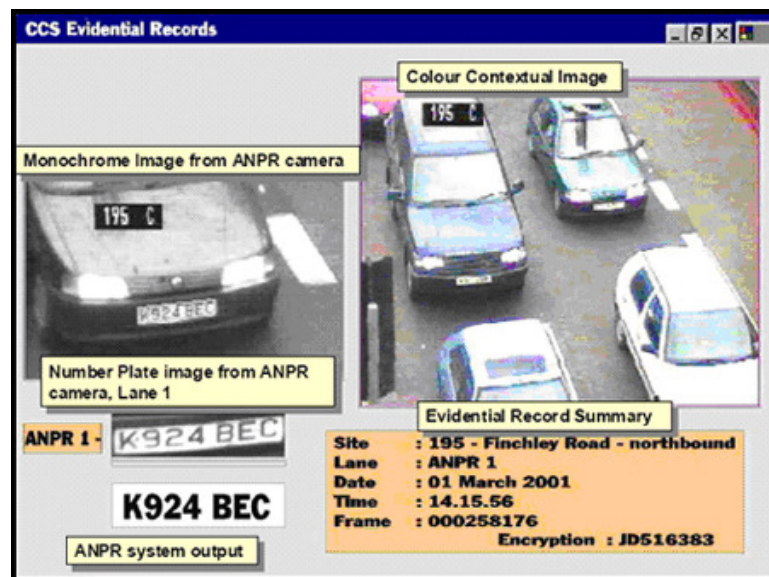 CCS Evidential Records
Colour Contextual Image
195 C
Monochrome Image from ANPR camera
195 C
K924 BEC
Number Plate image from ANPR
camera, Lane 1
Evidential Record Summary
ANPR 1 -
K924 BEC
K924 BEC
ANPR system output
Site : 195 - Finchley Road - northbound
Lane : ANPR 1
Date : 01 March 2001
Time : 14.15.56
Frame : 000258176
Encryption : JD516383